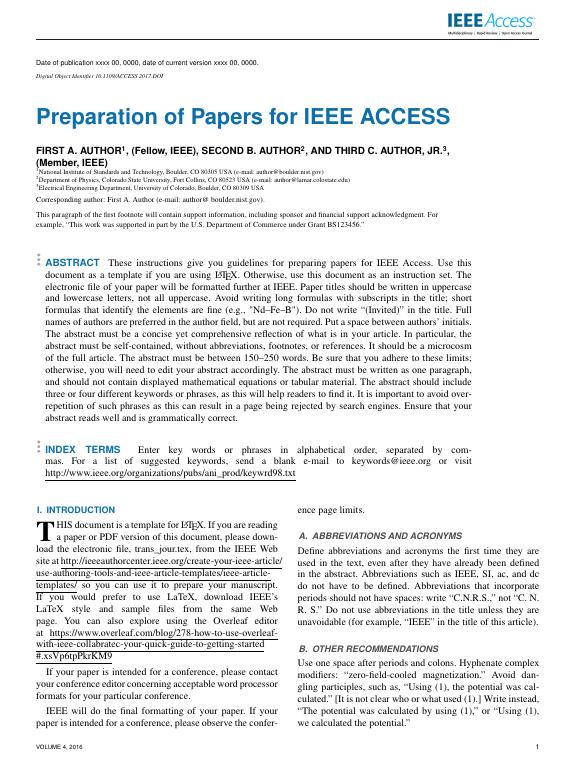 IEEE Access
Multidisciplinary | Rapid Review | Open Access Journal
Date of publication xxxx 00, 0000, date of current version xxxx 00, 0000.
Digital Object Identifier 10.1109/ACCESS 2017.DOI
Preparation of Papers for IEEE ACCESS
FIRST A. AUTHOR1, (Fellow, IEEE), SECOND B. AUTHOR2, AND THIRD C. AUTHOR, JR.3,
(Member, IEEE)
1National Institute of Standards and Technology, Boulder, CO 80305 USA (e-mail: author@boulder.nist.gov)
2Department of Physics, Colorado State University, Fort Collins, CO 80523 USA (e-mail: author@lamar.colostate.edu)
3Electrical Engineering Department, University of Colorado, Boulder, CO 80309 USA
Corresponding author: First A. Author (e-mail: author@ boulder.nist.gov).
This paragraph of the first footnote will contain support information, including sponsor and financial support acknowledgment. For
example, “This work was supported in part by the U.S. Department of Commerce under Grant BS123456.”
ABSTRACT These instructions give you guidelines for preparing papers for IEEE Access. Use this
document as a template if you are using LATEX. Otherwise, use this document as an instruction set. The
electronic file of your paper will be formatted further at IEEE. Paper titles should be written in uppercase
and lowercase letters, not all uppercase. Avoid writing long formulas with subscripts in the title; short
formulas that identify the elements are fine (e.g., "Nd–Fe–B"). Do not write “(Invited)” in the title. Full
names of authors are preferred in the author field, but are not required. Put a space between authors’ initials.
The abstract must be a concise yet comprehensive reflection of what is in your article. In particular, the
abstract must be self-contained, without abbreviations, footnotes, or references. It should be a microcosm
of the full article. The abstract must be between 150–250 words. Be sure that you adhere to these limits;
otherwise, you will need to edit your abstract accordingly. The abstract must be written as one paragraph,
and should not contain displayed mathematical equations or tabular material. The abstract should include
three or four different keywords or phrases, as this will help readers to find it. It is important to avoid over-
repetition of such phrases as this can result in a page being rejected by search engines. Ensure that your
abstract reads well and is grammatically correct.
INDEX TERMS Enter key words or phrases in alphabetical order, separated by com-
mas. For a list of suggested keywords, send a blank e-mail to keywords@ieee.org or visit
http://www.ieee.org/organizations/pubs/ani_prod/keywrd98.txt
I. INTRODUCTION
THIS document is a template for LATEX. If you are reading
a paper or PDF version of this document, please down-
load the electronic file, trans_jour.tex, from the IEEE Web
site at http://ieeeauthorcenter.ieee.org/create-your-ieee-article/
use-authoring-tools-and-ieee-article-templates/ieee-article-
templates/ so you can use it to prepare your manuscript.
If you would prefer to use LaTeX, download IEEE’s
LaTeX style and sample files from the same Web
page. You can also explore using the Overleaf editor
at https://www.overleaf.com/blog/278-how-to-use-overleaf-
with-ieee-collabratec-your-quick-guide-to-getting-started
#.xsVp6tpPkrKM9
If your paper is intended for a conference, please contact
your conference editor concerning acceptable word processor
formats for your particular conference.
IEEE will do the final formatting of your paper. If your
paper is intended for a conference, please observe the confer-
ence page limits.
A. ABBREVIATIONS AND ACRONYMS
Define abbreviations and acronyms the first time they are
used in the text, even after they have already been defined
in the abstract. Abbreviations such as IEEE, SI, ac, and dc
do not have to be defined. Abbreviations that incorporate
periods should not have spaces: write “C.N.R.S.,” not “C. N.
R. S.” Do not use abbreviations in the title unless they are
unavoidable (for example, “IEEE” in the title of this article).
B. OTHER RECOMMENDATIONS
Use one space after periods and colons. Hyphenate complex
modifiers: “zero-field-cooled magnetization.” Avoid dan-
gling participles, such as, “Using (1), the potential was cal-
culated.” [It is not clear who or what used (1).] Write instead,
“The potential was calculated by using (1),” or “Using (1),
we calculated the potential.”
VOLUME 4, 2016
1